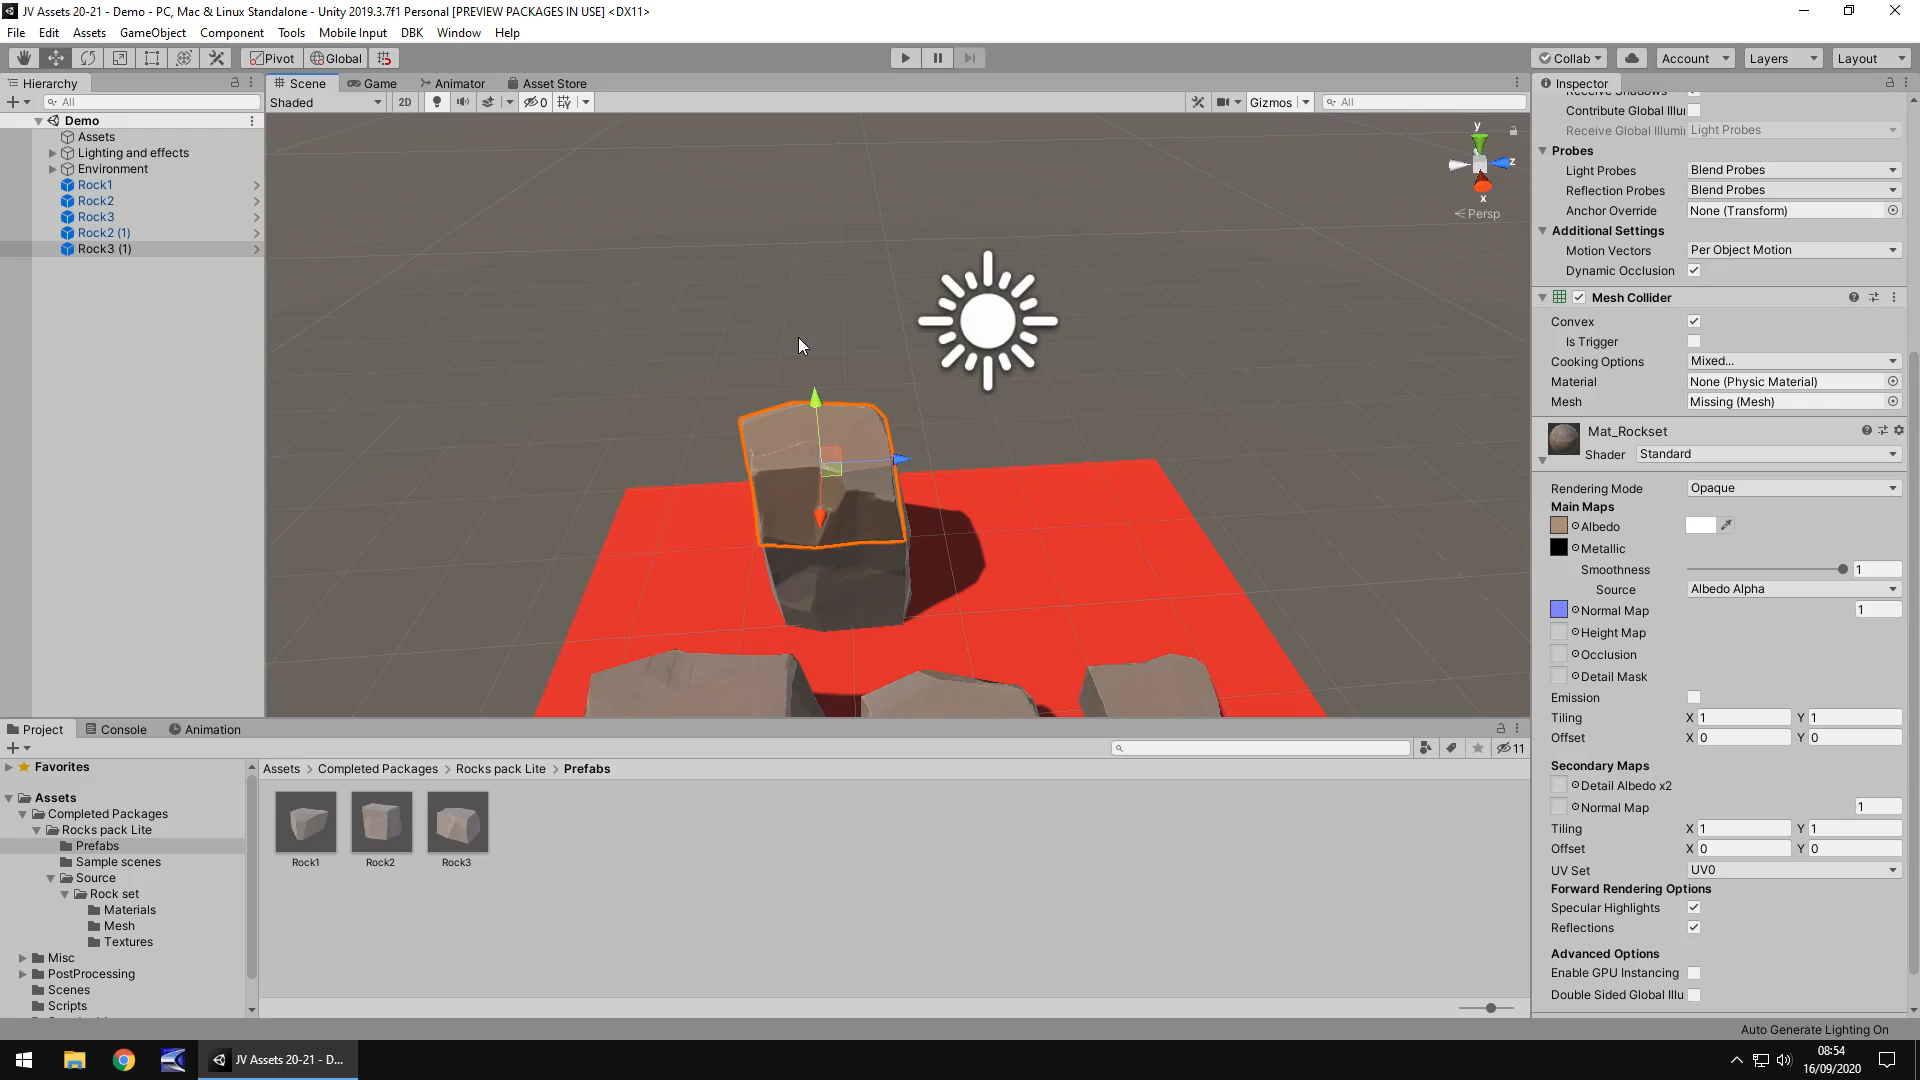 JV Assets 20-21 - Demo - PC, Mac & Linux Standalone - Unity 2019.3.7f1 Personal [PREVIEW PACKAGES IN USE] <DX11>
File Edit Assets GameObject Component Tools Mobile Input DBK Window Help
Pivot Global Collab Account Layers Layout
Hierarchy Scene Game Animator Asset Store Inspector
All Shaded 2D 0 Gizmos All
Demo
Assets
Lighting and effects
Environment
Rock1
Rock2
Rock3
Rock2 (1)
Rock3 (1)
y
z
x
Persp
Contribute Global Illui
Receive Global Illumii Light Probes
Probes
Light Probes Blend Probes
Reflection Probes Blend Probes
Anchor Override None (Transform)
Additional Settings
Motion Vectors Per Object Motion
Dynamic Occlusion
Mesh Collider
Convex
Is Trigger
Cooking Options Mixed...
Material None (Physic Material)
Mesh Missing (Mesh)
Mat_Rockset
Shader Standard
Rendering Mode Opaque
Main Maps
Albedo
Metallic
Smoothness 1
Source Albedo Alpha
Normal Map 1
Height Map
Occlusion
Detail Mask
Emission
Tiling X 1 Y 1
Offset X 0 Y 0
Secondary Maps
Detail Albedo x2
Normal Map 1
Tiling X 1 Y 1
Offset X 0 Y 0
UV Set UV0
Forward Rendering Options
Specular Highlights
Reflections
Advanced Options
Enable GPU Instancing
Double Sided Global Illu
Project Console Animation
11
Favorites
Assets
Completed Packages
Rocks pack Lite
Prefabs
Sample scenes
Source
Rock set
Materials
Mesh
Textures
Misc
PostProcessing
Scenes
Scripts
Assets > Completed Packages > Rocks pack Lite > Prefabs
Rock1 Rock2 Rock3
Auto Generate Lighting On
JV Assets 20-21 - D...
08:54
16/09/2020